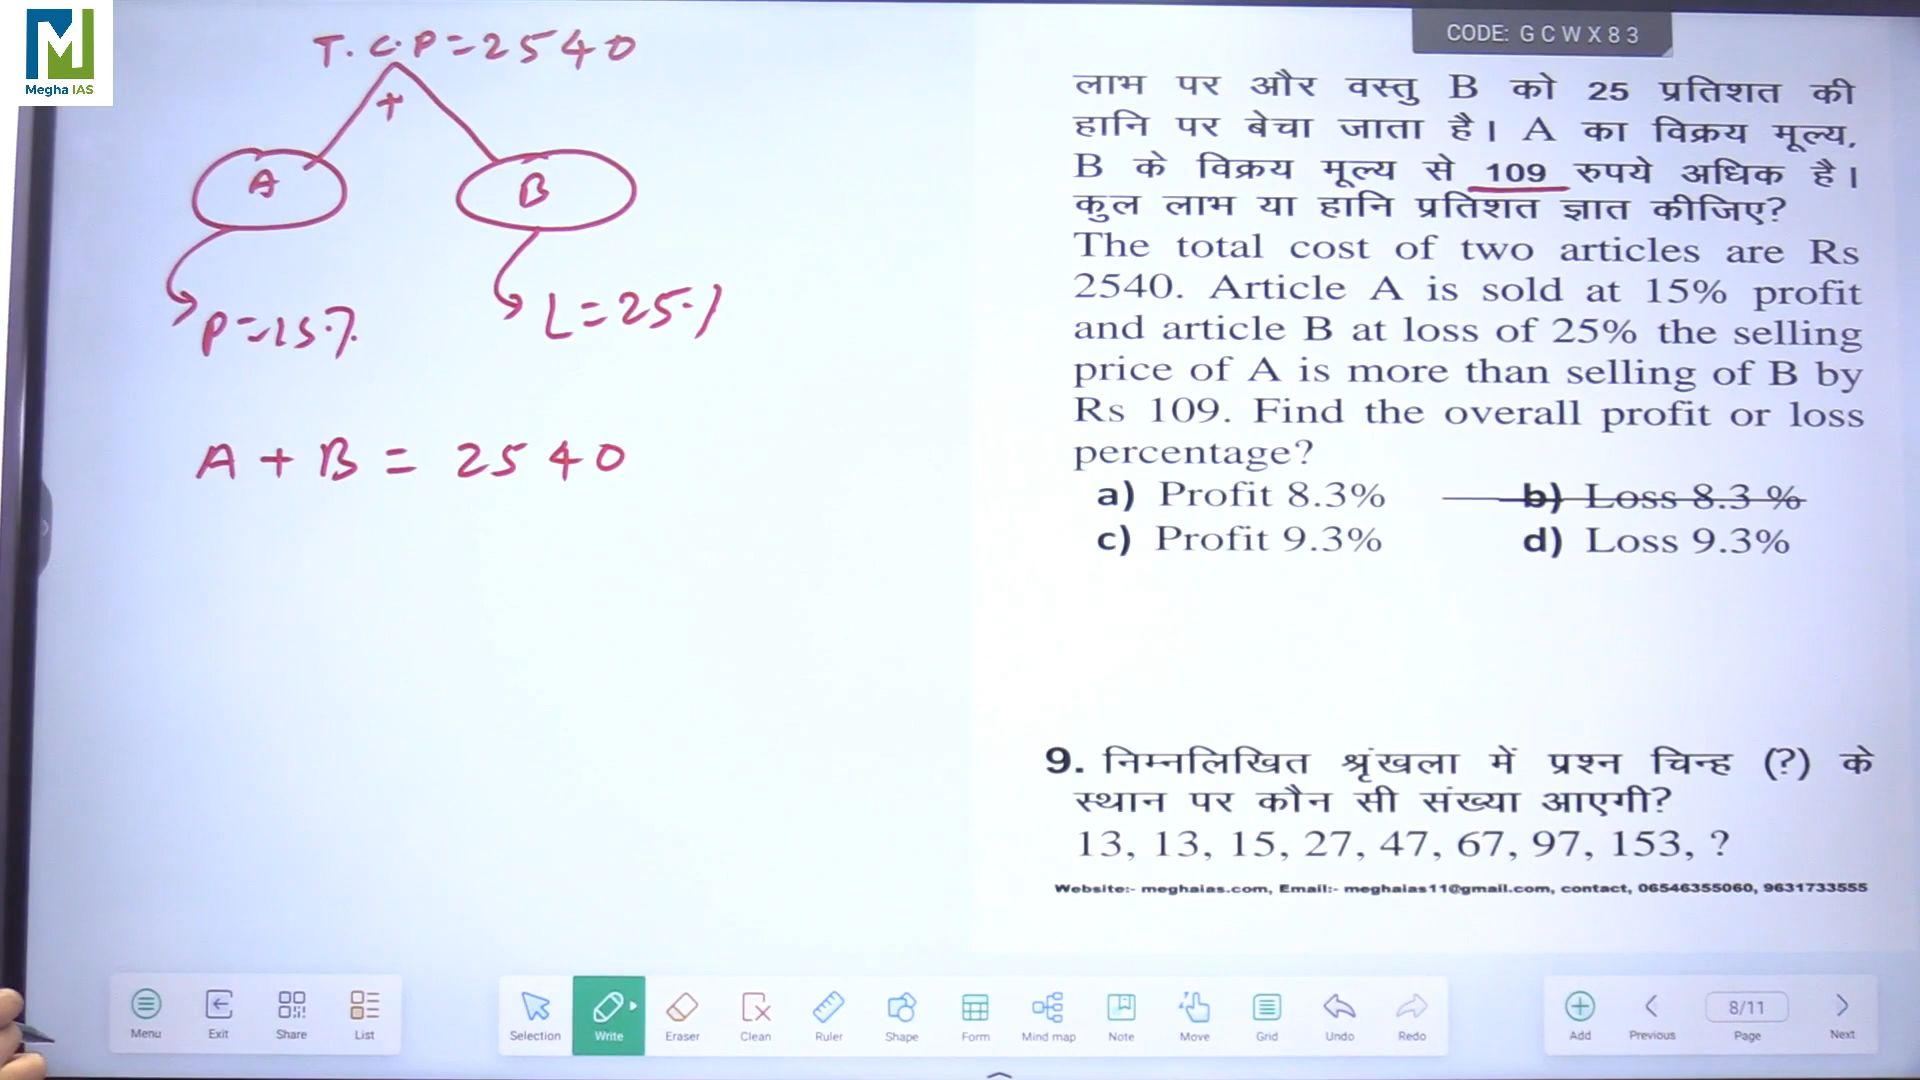 Megha IAS
T.C.P=2540
+
A
B
P=15%
L=25%
A + B = 2540
CODE: G C W X 8 3
लाभ पर और वस्तु B को 25 प्रतिशत की
हानि पर बेचा जाता है। A का विक्रय मूल्य,
B के विक्रय मूल्य से 109 रुपये अधिक है।
कुल लाभ या हानि प्रतिशत ज्ञात कीजिए?
The total cost of two articles are Rs
2540. Article A is sold at 15% profit
and article B at loss of 25% the selling
price of A is more than selling of B by
Rs 109. Find the overall profit or loss
percentage?
a) Profit 8.3% b) Loss 8.3 %
c) Profit 9.3% d) Loss 9.3%
9. निम्नलिखित श्रृंखला में प्रश्न चिन्ह (?) के
स्थान पर कौन सी संख्या आएगी?
13, 13, 15, 27, 47, 67, 97, 153, ?
Website:- meghaias.com, Email:- meghaias11@gmail.com, contact, 06546355060, 9631733555
Menu Exit Share List Selection Write Eraser Clean Ruler Shape Form Mind map Note Move Grid Undo Redo Add Previous 8/11 Page Next